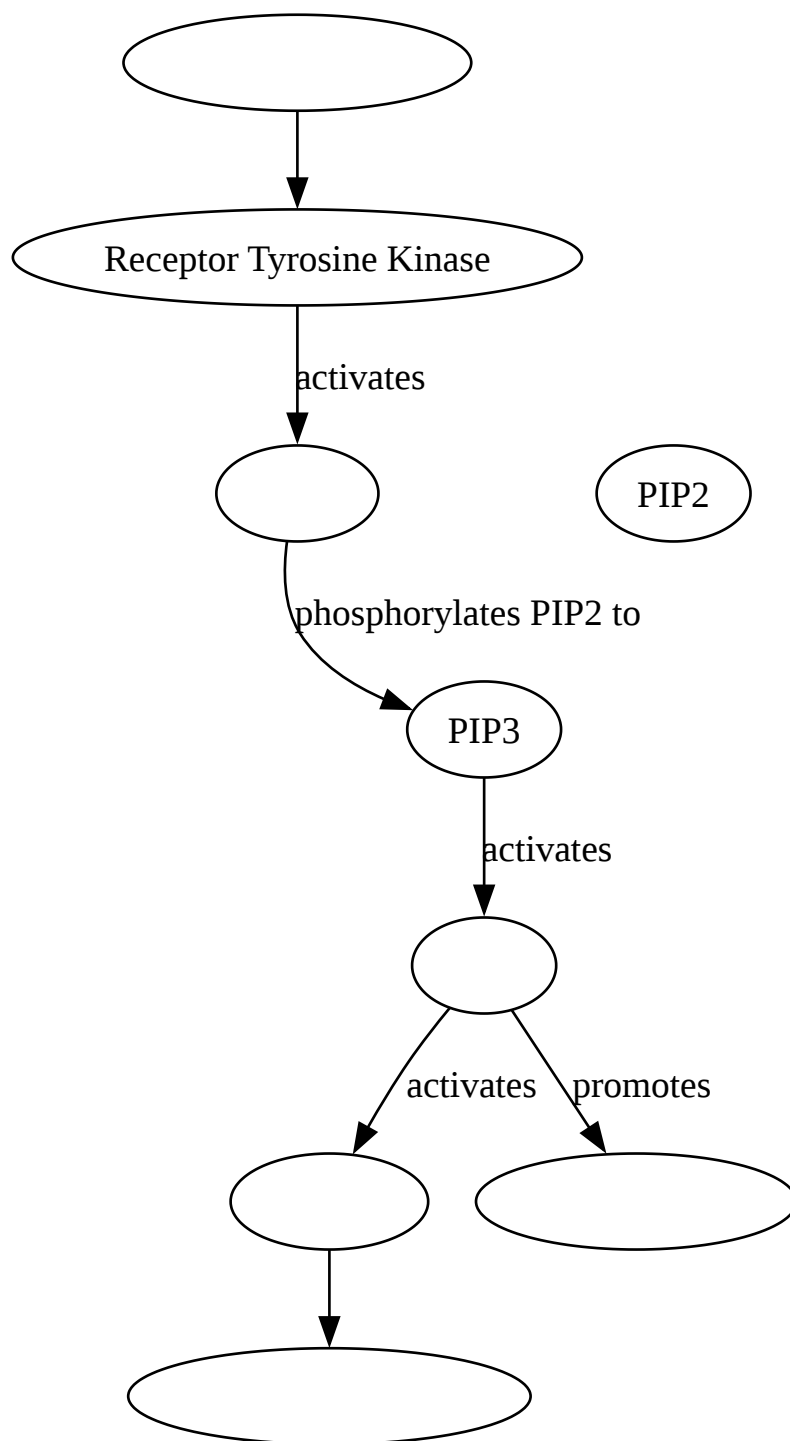 Receptor Tyrosine Kinase
activates
PIP2
phosphorylates PIP2 to
PIP3
activates
activates
promotes